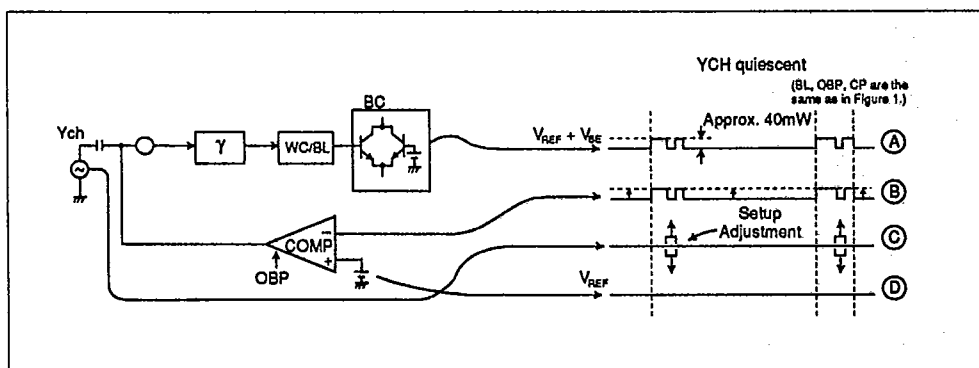 YCH quiescent
(BL, OBP, CP are the
same as in Figure 1.)
Approx. 40mW
BC
Ych
γ
WC/BL
VREF + VBE
A
B
Setup
Adjustment
COMP
−
+
OBP
C
VREF
D